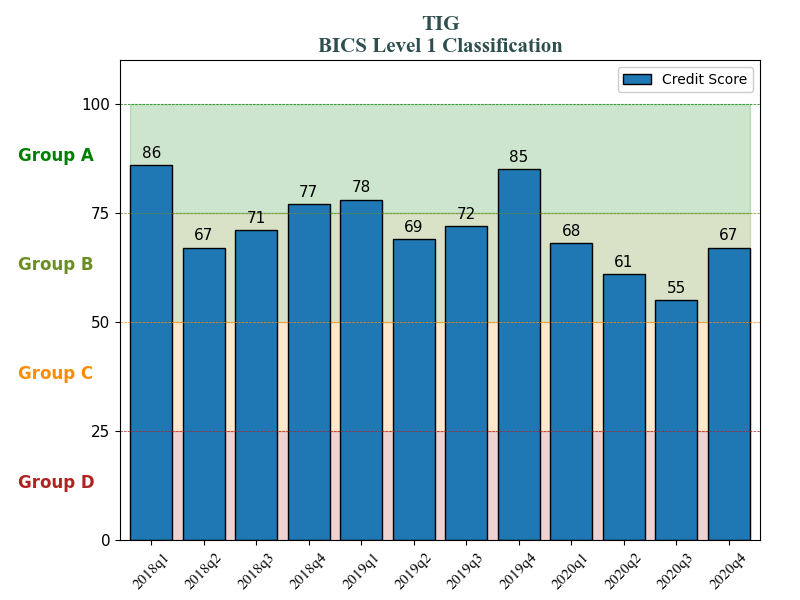 TIG
BICS Level 1 Classification
Credit Score
100
75
50
25
0
Group A
Group B
Group C
Group D
86
67
71
77
78
69
72
85
68
61
55
67
2018q1
2018q2
2018q3
2018q4
2019q1
2019q2
2019q3
2019q4
2020q1
2020q2
2020q3
2020q4